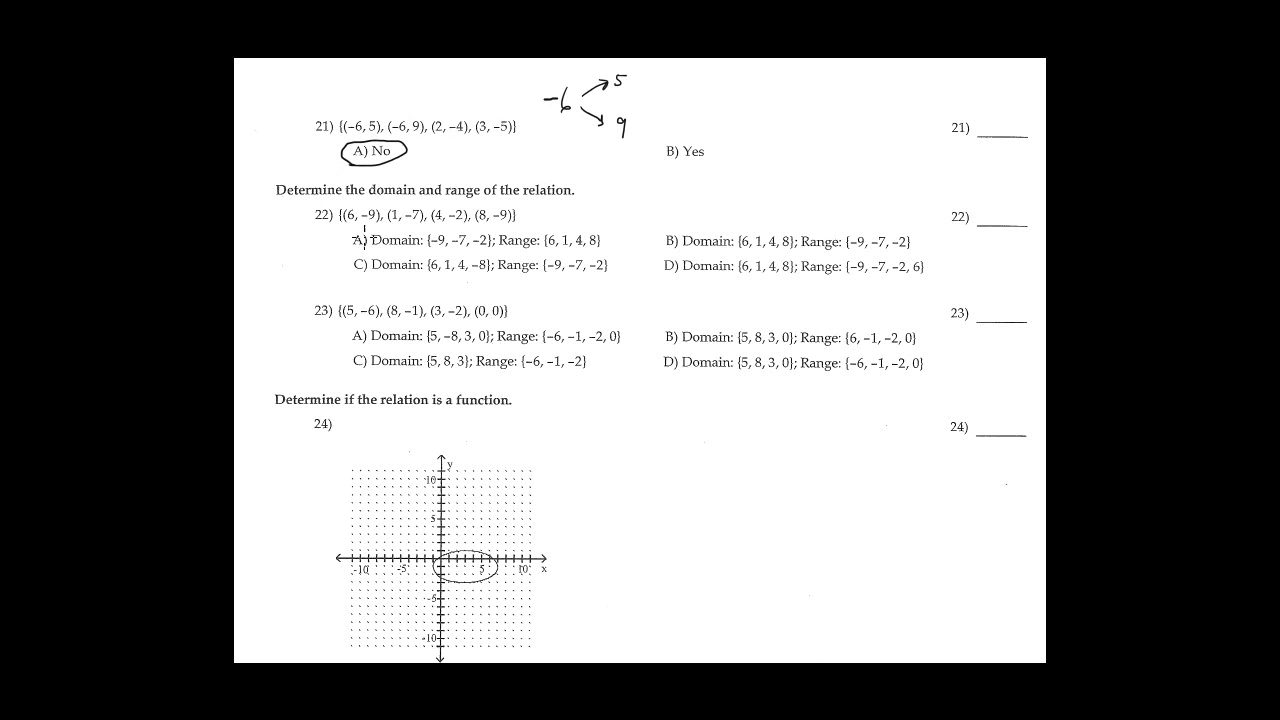 -6 5
9
21) {(–6, 5), (–6, 9), (2, –4), (3, –5)} 21) ______
A) No B) Yes
Determine the domain and range of the relation.
22) {(6, –9), (1, –7), (4, –2), (8, –9)} 22) ______
A) Domain: {–9, –7, –2}; Range: {6, 1, 4, 8} B) Domain: {6, 1, 4, 8}; Range: {–9, –7, –2}
C) Domain: {6, 1, 4, –8}; Range: {–9, –7, –2} D) Domain: {6, 1, 4, 8}; Range: {–9, –7, –2, 6}
23) {(5, –6), (8, –1), (3, –2), (0, 0)} 23) ______
A) Domain: {5, –8, 3, 0}; Range: {–6, –1, –2, 0} B) Domain: {5, 8, 3, 0}; Range: {6, –1, –2, 0}
C) Domain: {5, 8, 3}; Range: {–6, –1, –2} D) Domain: {5, 8, 3, 0}; Range: {–6, –1, –2, 0}
Determine if the relation is a function.
24) 24) ______
y
10
5
-10 -5 5 10 x
-5
-10